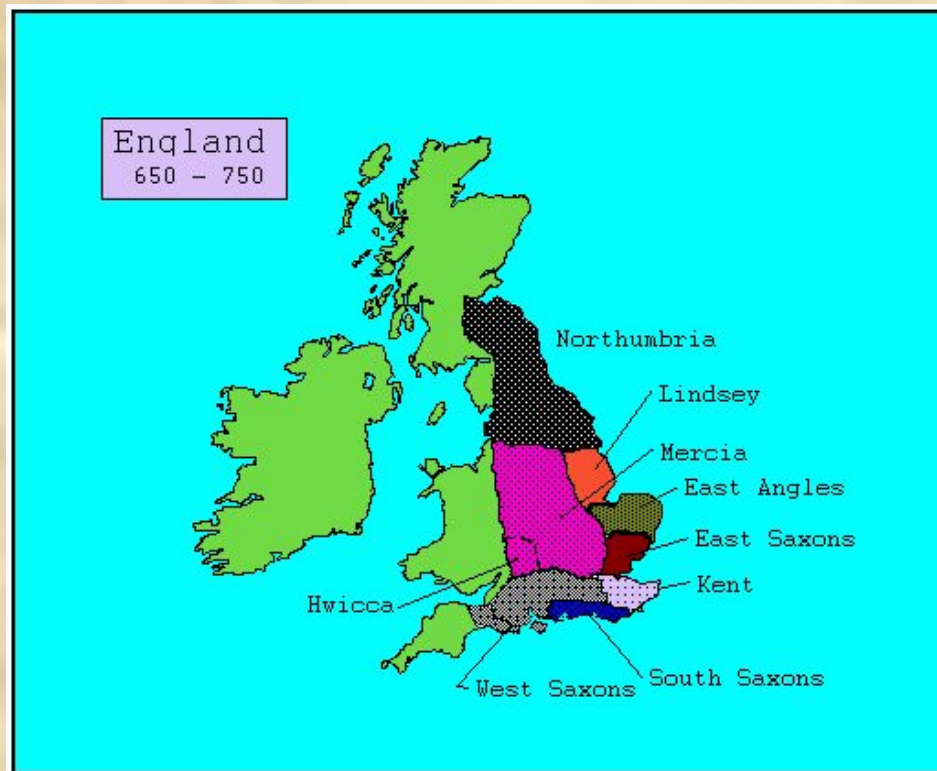 England
650 - 750
Northumbria
Lindsey
Mercia
East Angles
East Saxons
Kent
Hwicca
South Saxons
West Saxons